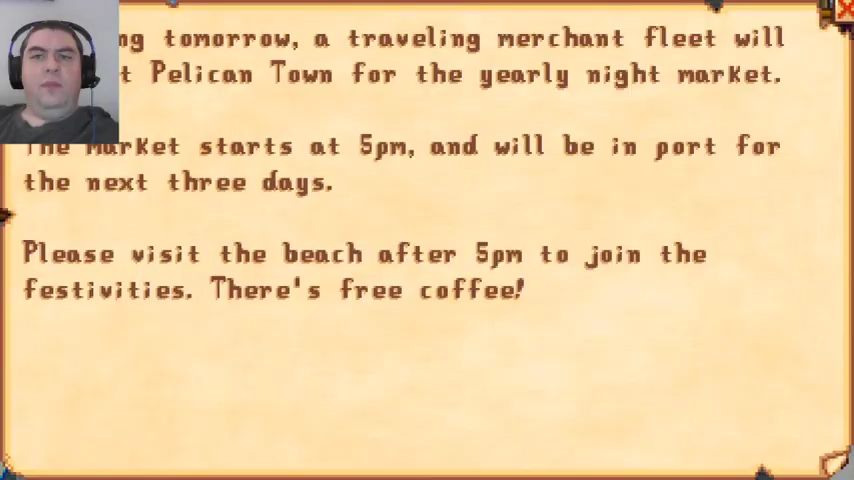 tomorrow, a traveling merchant fleet will
Pelican Town for the yearly night market.
The market starts at 5pm, and will be in port for
the next three days.
Please visit the beach after 5pm to join the
festivities. There's free coffee!